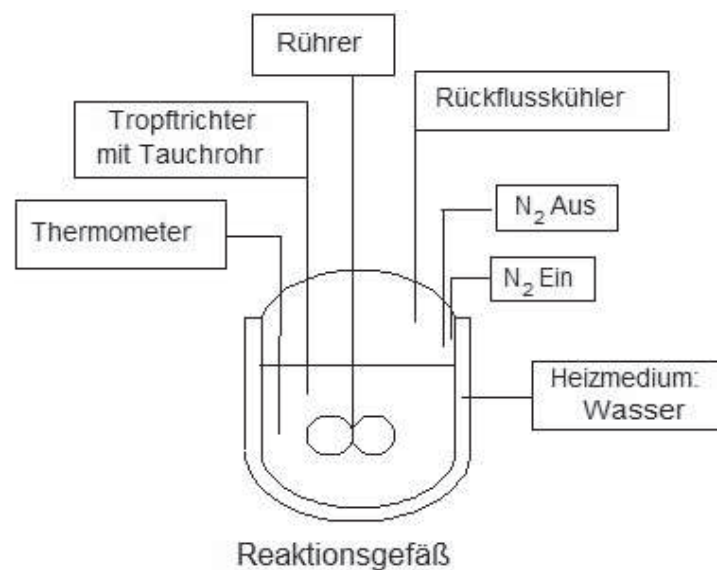 Rührer
Rückflusskühler
Tropftrichter
mit Tauchrohr
N2 Aus
Thermometer
N2 Ein
Heizmedium:
Wasser
Reaktionsgefäß